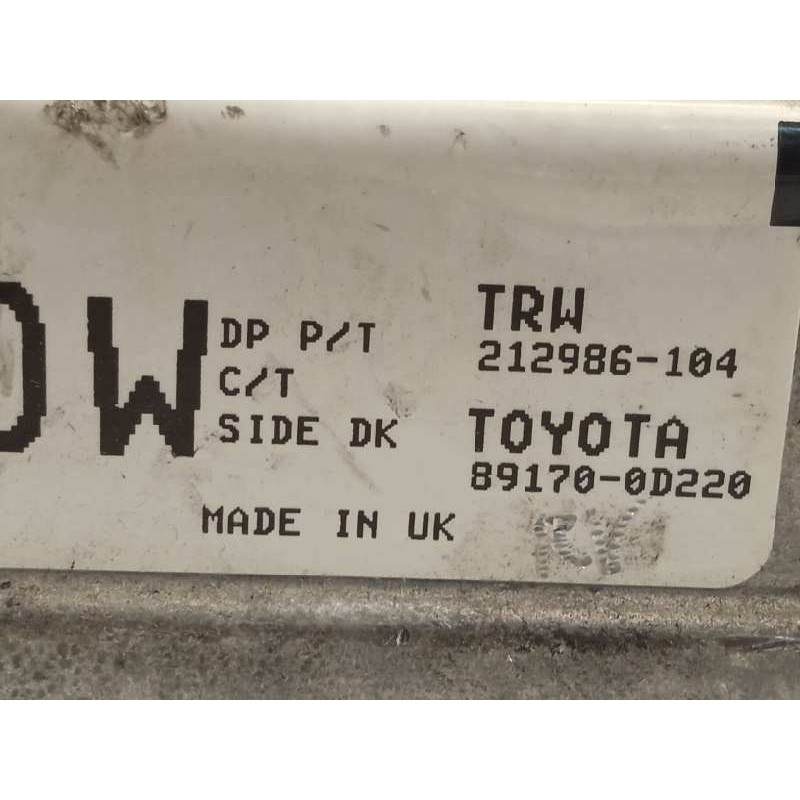 DW
DP P/T
C/T
SIDE DK
MADE IN UK
TRW
212986-104
TOYOTA
89170-0D220